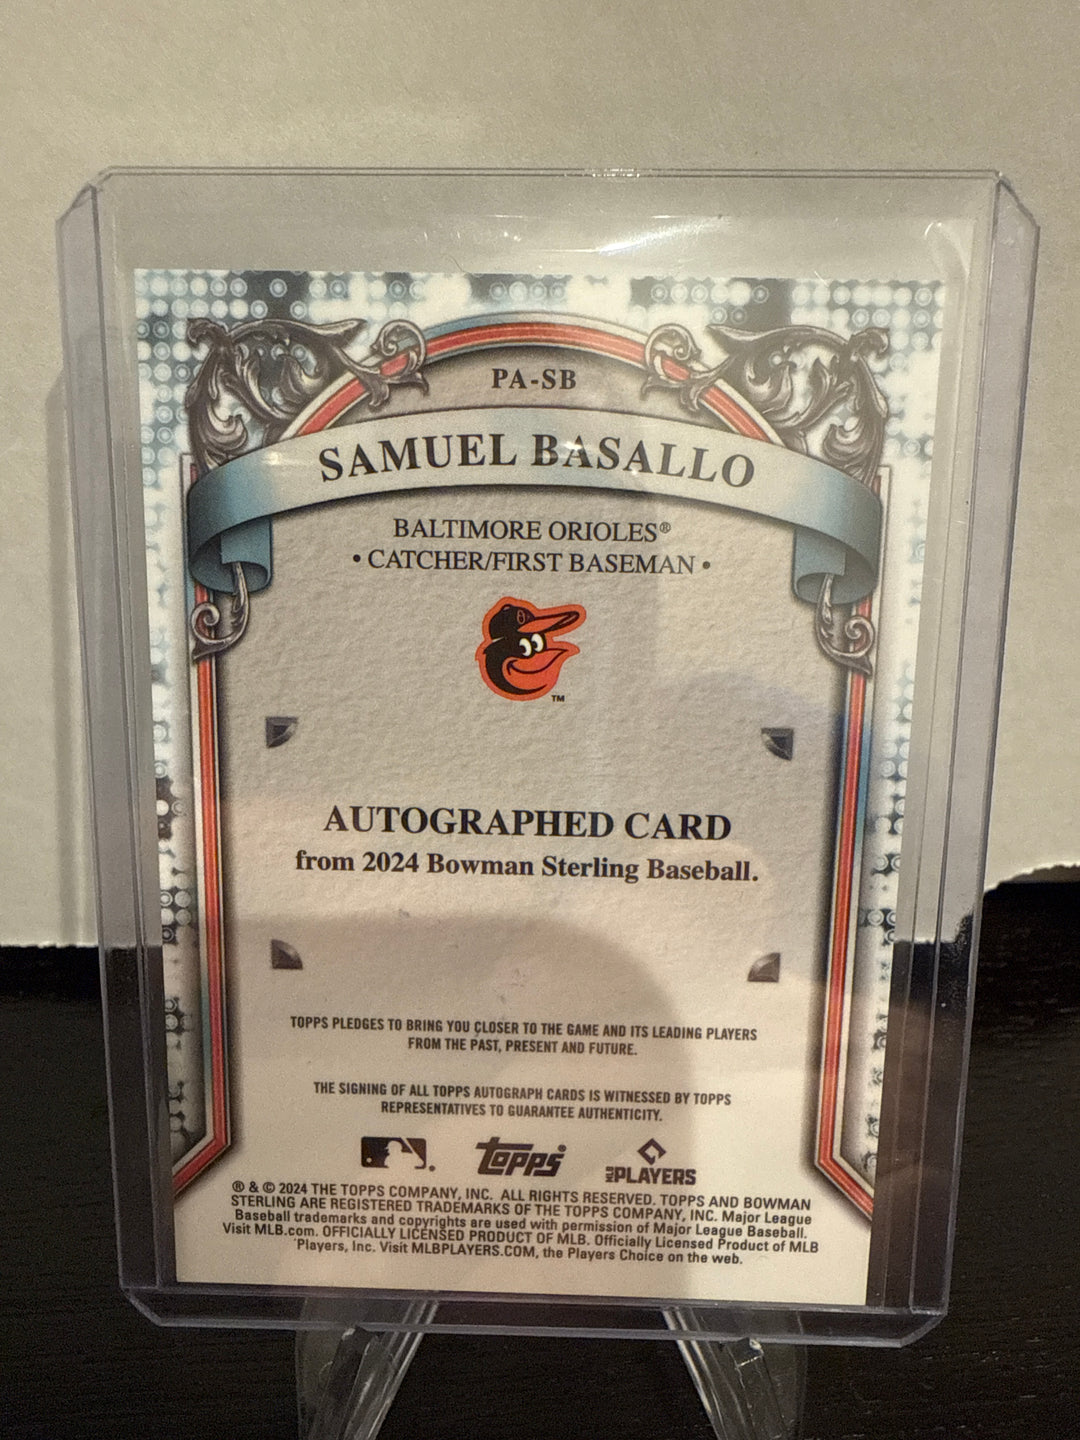 PA-SB
SAMUEL BASALLO
BALTIMORE ORIOLES®
• CATCHER/FIRST BASEMAN •
TM
AUTOGRAPHED CARD
from 2024 Bowman Sterling Baseball.
TOPPS PLEDGES TO BRING YOU CLOSER TO THE GAME AND ITS LEADING PLAYERS
FROM THE PAST, PRESENT AND FUTURE.
THE SIGNING OF ALL TOPPS AUTOGRAPH CARDS IS WITNESSED BY TOPPS
REPRESENTATIVES TO GUARANTEE AUTHENTICITY.
Topps MLB PLAYERS
® & © 2024 THE TOPPS COMPANY, INC. ALL RIGHTS RESERVED. TOPPS AND BOWMAN
STERLING ARE REGISTERED TRADEMARKS OF THE TOPPS COMPANY, INC. Major League
Baseball trademarks and copyrights are used with permission of Major League Baseball.
Visit MLB.com. OFFICIALLY LICENSED PRODUCT OF MLB. Officially Licensed Product of MLB
Players, Inc. Visit MLBPLAYERS.COM, the Players Choice on the web.